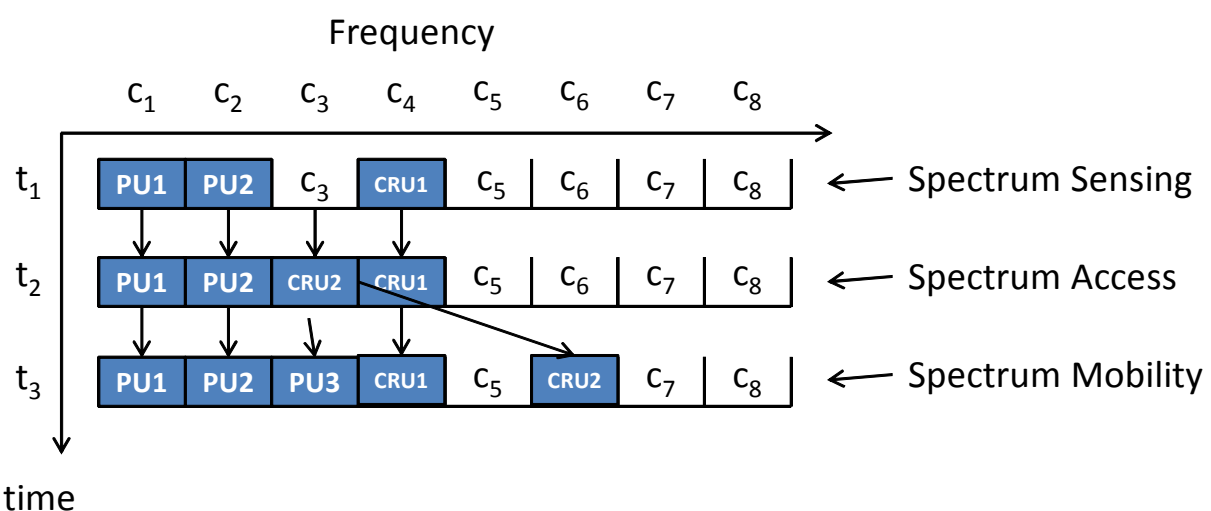 Frequency
c1 c2 c3 c4 c5 c6 c7 c8
t1 PU1 PU2 c3 CRU1 c5 c6 c7 c8 Spectrum Sensing
t2 PU1 PU2 CRU2 CRU1 c5 c6 c7 c8 Spectrum Access
t3 PU1 PU2 PU3 CRU1 c5 CRU2 c7 c8 Spectrum Mobility
time